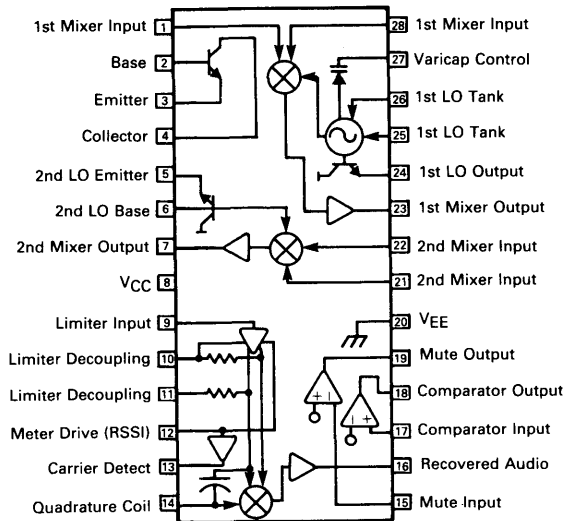 1st Mixer Input 1
Base 2
Emitter 3
Collector 4
2nd LO Emitter 5
2nd LO Base 6
2nd Mixer Output 7
VCC 8
Limiter Input 9
Limiter Decoupling 10
Limiter Decoupling 11
Meter Drive (RSSI) 12
Carrier Detect 13
Quadrature Coil 14
28 1st Mixer Input
27 Varicap Control
26 1st LO Tank
25 1st LO Tank
24 1st LO Output
23 1st Mixer Output
22 2nd Mixer Input
21 2nd Mixer Input
20 VEE
19 Mute Output
18 Comparator Output
17 Comparator Input
16 Recovered Audio
15 Mute Input
+ −
− +